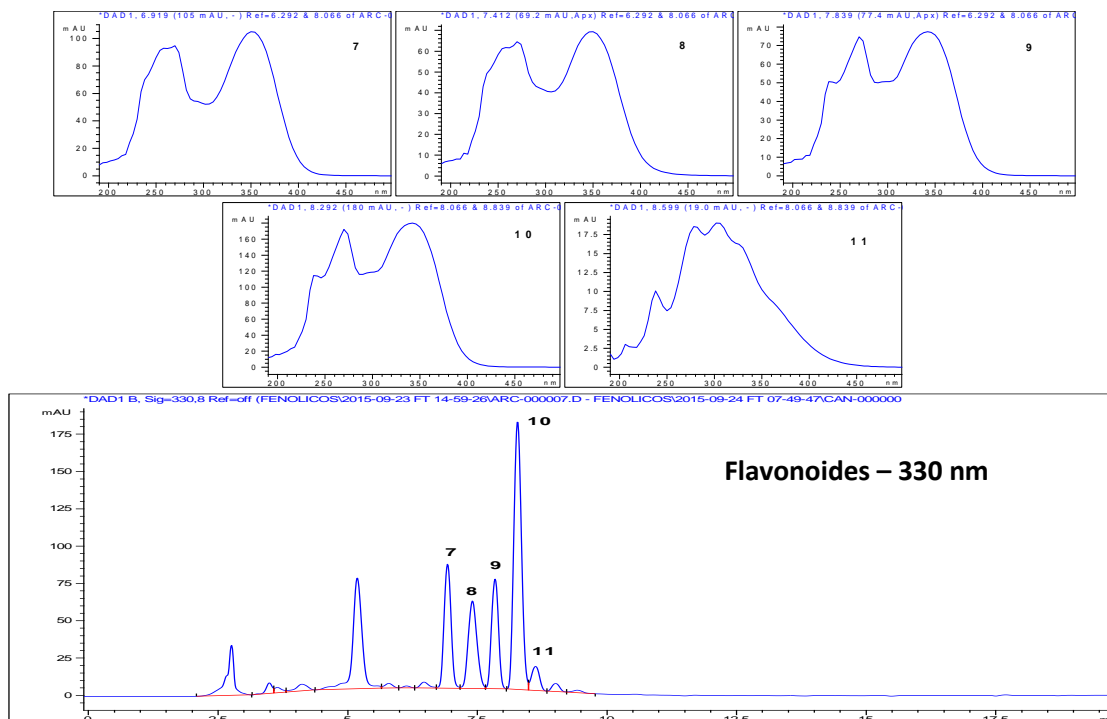 *DAD1, 6.919 (105 mAU, - ) Ref=6.292 & 8.066 of ARC-0
mAU
7
100
80
60
40
20
0
200 250 300 350 400 450 nm
*DAD1, 7.412 (69.2 mAU,Apx) Ref=6.292 & 8.066 of ARC
mAU
8
60
50
40
30
20
10
0
200 250 300 350 400 450 nm
*DAD1, 7.839 (77.4 mAU,Apx) Ref=6.292 & 8.066 of ARC
mAU
9
70
60
50
40
30
20
10
0
200 250 300 350 400 450 nm
*DAD1, 8.292 (180 mAU, - ) Ref=8.066 & 8.839 of ARC-0
mAU
10
160
140
120
100
80
60
40
20
0
200 250 300 350 400 450 nm
*DAD1, 8.599 (19.0 mAU, - ) Ref=8.066 & 8.839 of ARC-
mAU
11
17.5
15
12.5
10
7.5
5
2.5
0
200 250 300 350 400 450 nm
*DAD1 B, Sig=330,8 Ref=off (FENOLICOS\2015-09-23 FT 14-59-26\ARC-000007.D - FENOLICOS\2015-09-24 FT 07-49-47\CAN-000000
mAU
175
150
125
100
75
50
25
0
10
7
9
8
11
Flavonoides – 330 nm
0 2.5 5 7.5 10 12.5 15 17.5